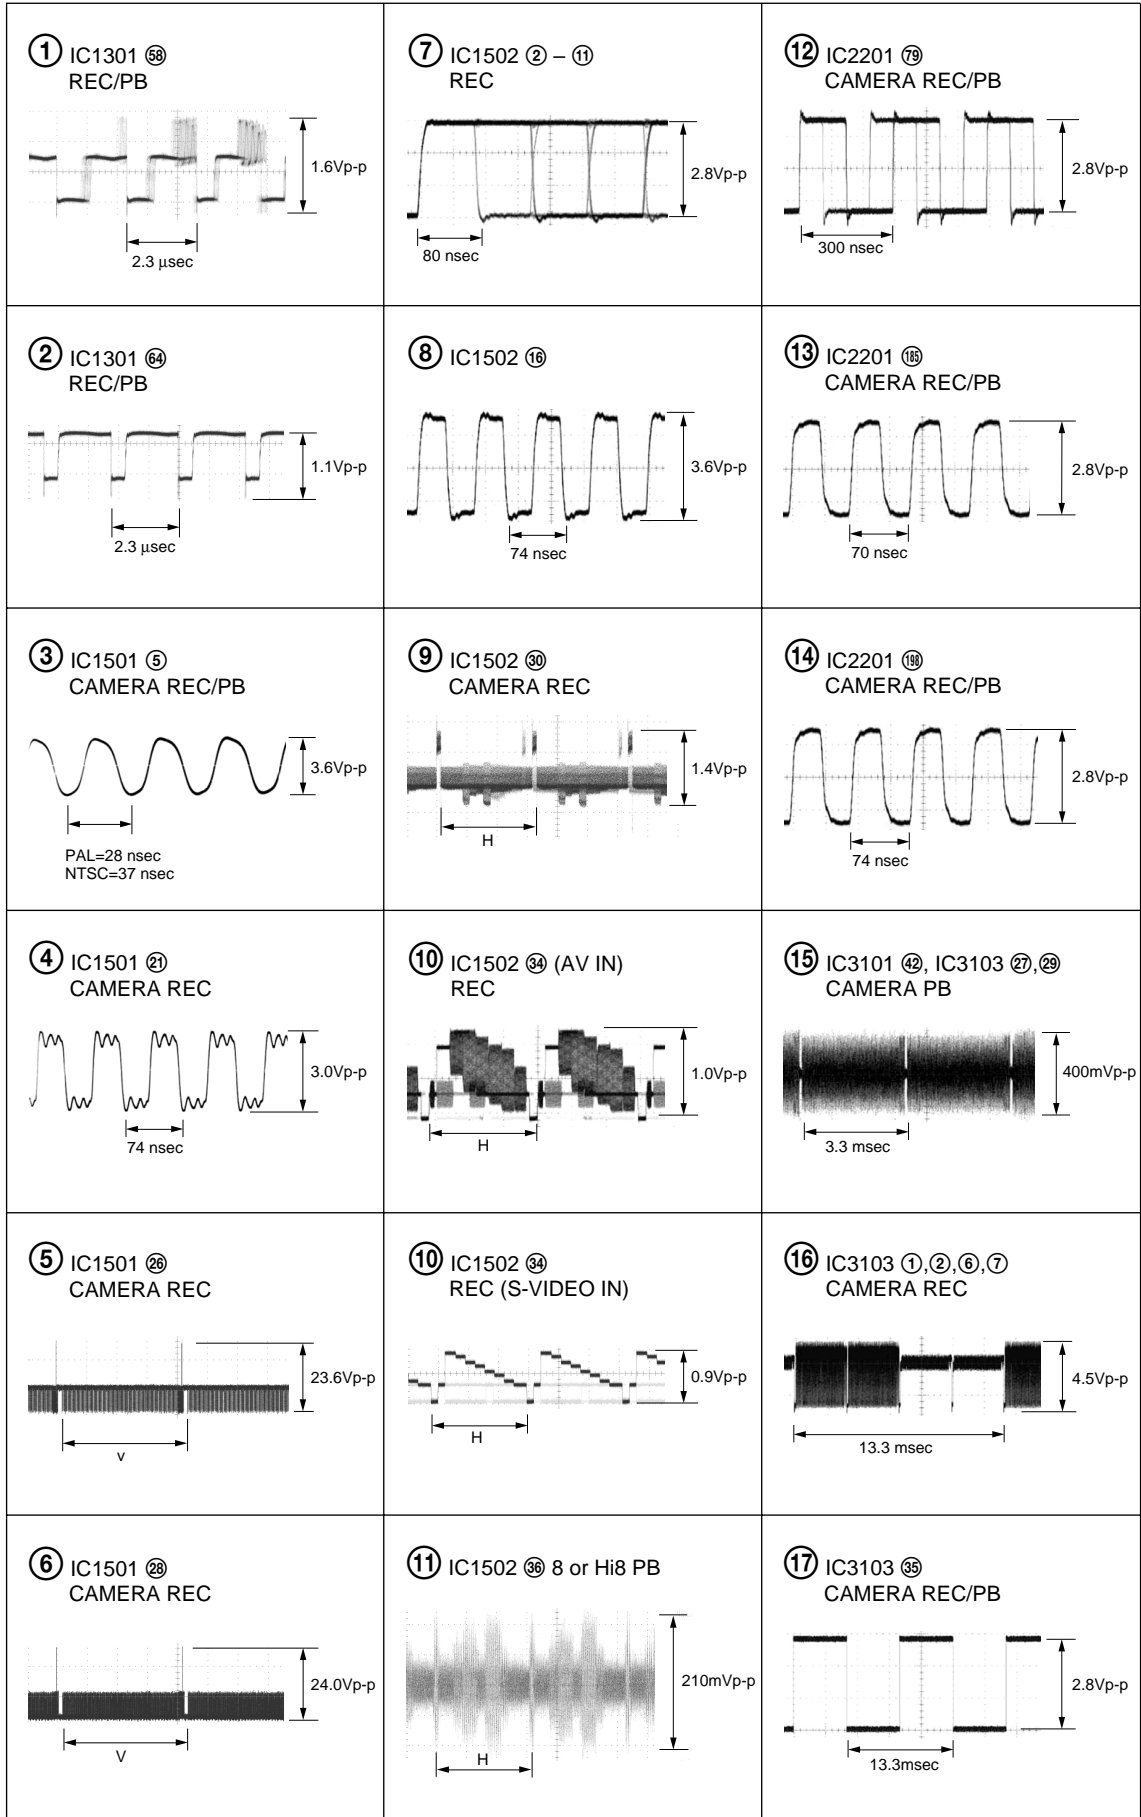 ① IC1301 58
REC/PB
1.6Vp-p
2.3 μsec
② IC1301 64
REC/PB
1.1Vp-p
2.3 μsec
③ IC1501 ⑤
CAMERA REC/PB
3.6Vp-p
PAL=28 nsec
NTSC=37 nsec
④ IC1501 ㉑
CAMERA REC
3.0Vp-p
74 nsec
⑤ IC1501 ㉖
CAMERA REC
23.6Vp-p
v
⑥ IC1501 ㉘
CAMERA REC
24.0Vp-p
V
⑦ IC1502 ② – ⑪
REC
2.8Vp-p
80 nsec
⑧ IC1502 ⑯
3.6Vp-p
74 nsec
⑨ IC1502 ㉚
CAMERA REC
1.4Vp-p
H
⑩ IC1502 ㉞ (AV IN)
REC
1.0Vp-p
H
⑩ IC1502 ㉞
REC (S-VIDEO IN)
0.9Vp-p
H
⑪ IC1502 ㊱ 8 or Hi8 PB
210mVp-p
H
⑫ IC2201 79
CAMERA REC/PB
2.8Vp-p
300 nsec
⑬ IC2201 185
CAMERA REC/PB
2.8Vp-p
70 nsec
⑭ IC2201 198
CAMERA REC/PB
2.8Vp-p
74 nsec
⑮ IC3101 ㊷, IC3103 ㉗,㉙
CAMERA PB
400mVp-p
3.3 msec
⑯ IC3103 ①,②,⑥,⑦
CAMERA REC
4.5Vp-p
13.3 msec
⑰ IC3103 ㉟
CAMERA REC/PB
2.8Vp-p
13.3msec